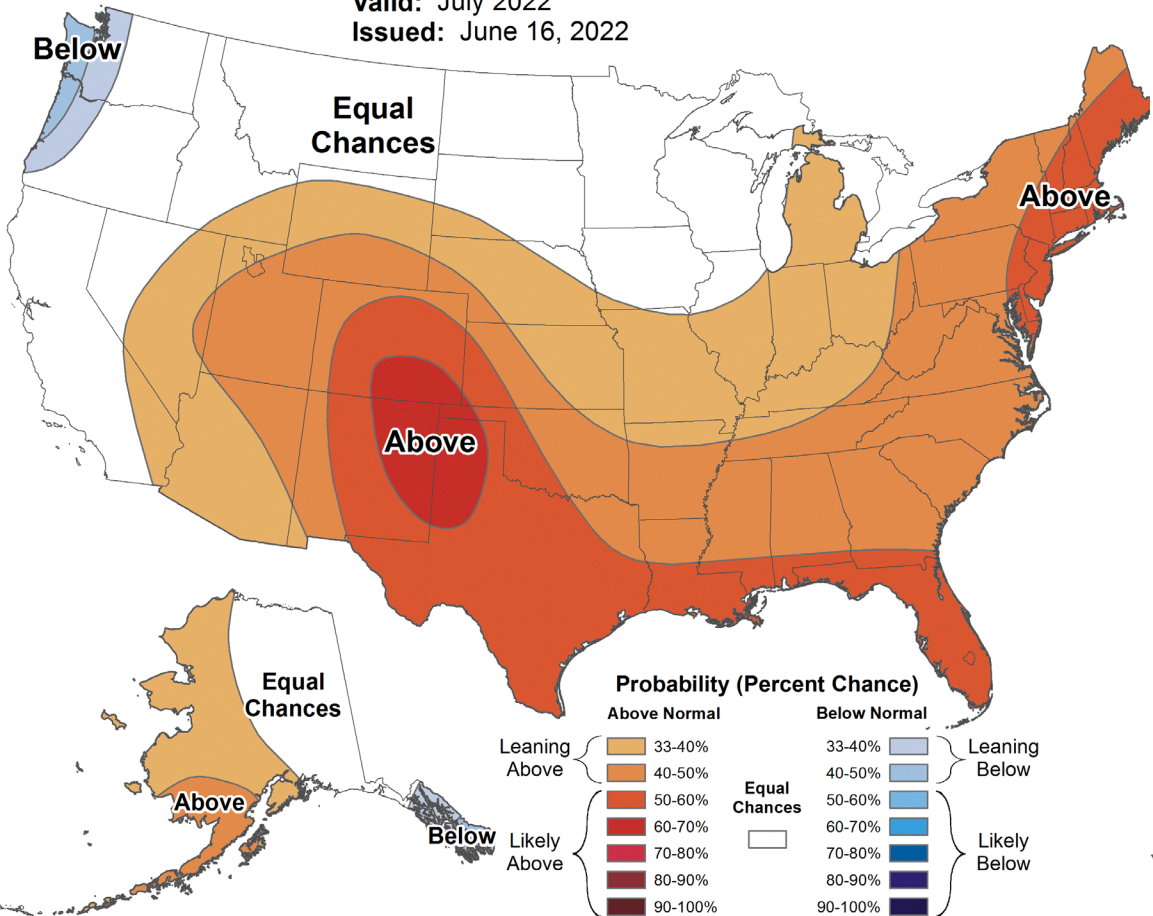 Valid: July 2022
Issued: June 16, 2022
Below
Equal
Chances
Above
Above
Equal
Chances
Above
Below
Probability (Percent Chance)
Above Normal
Below Normal
Leaning
Above
33-40%
40-50%
Likely
Above
50-60%
60-70%
70-80%
80-90%
90-100%
Equal
Chances
33-40%
40-50%
Leaning
Below
50-60%
60-70%
70-80%
80-90%
90-100%
Likely
Below